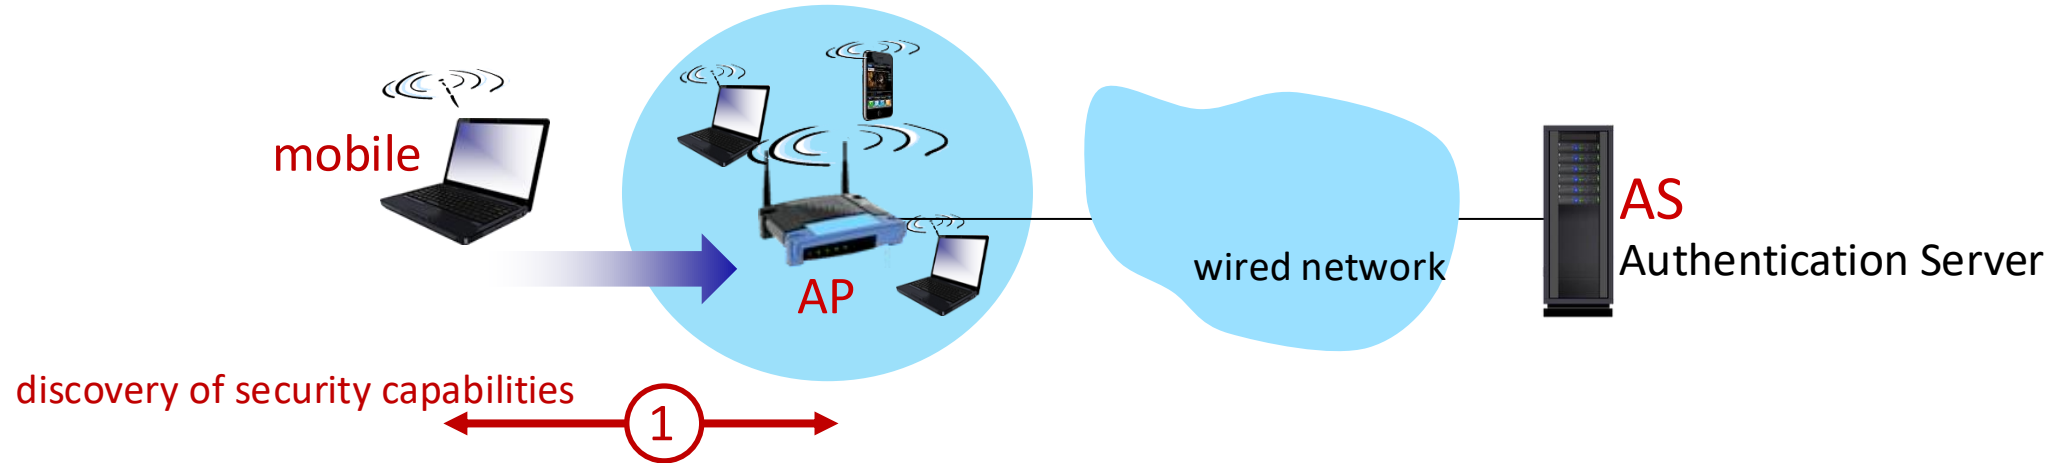 mobile
AP
wired network
AS
Authentication Server
discovery of security capabilities
1